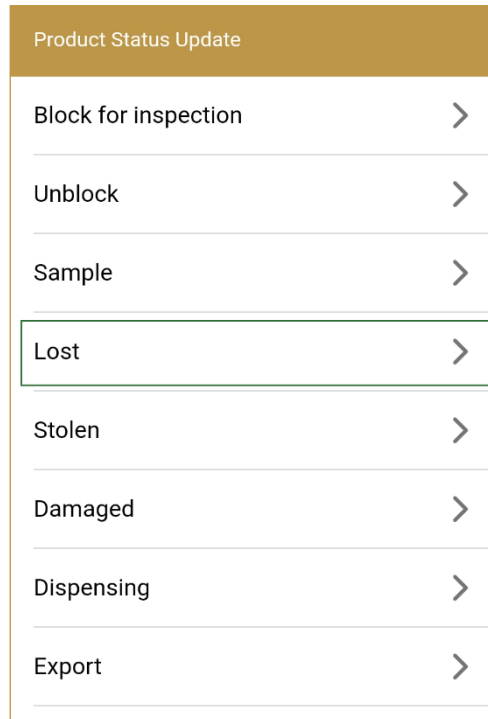 Product Status Update
Block for inspection
Unblock
Sample
Lost
Stolen
Damaged
Dispensing
Export